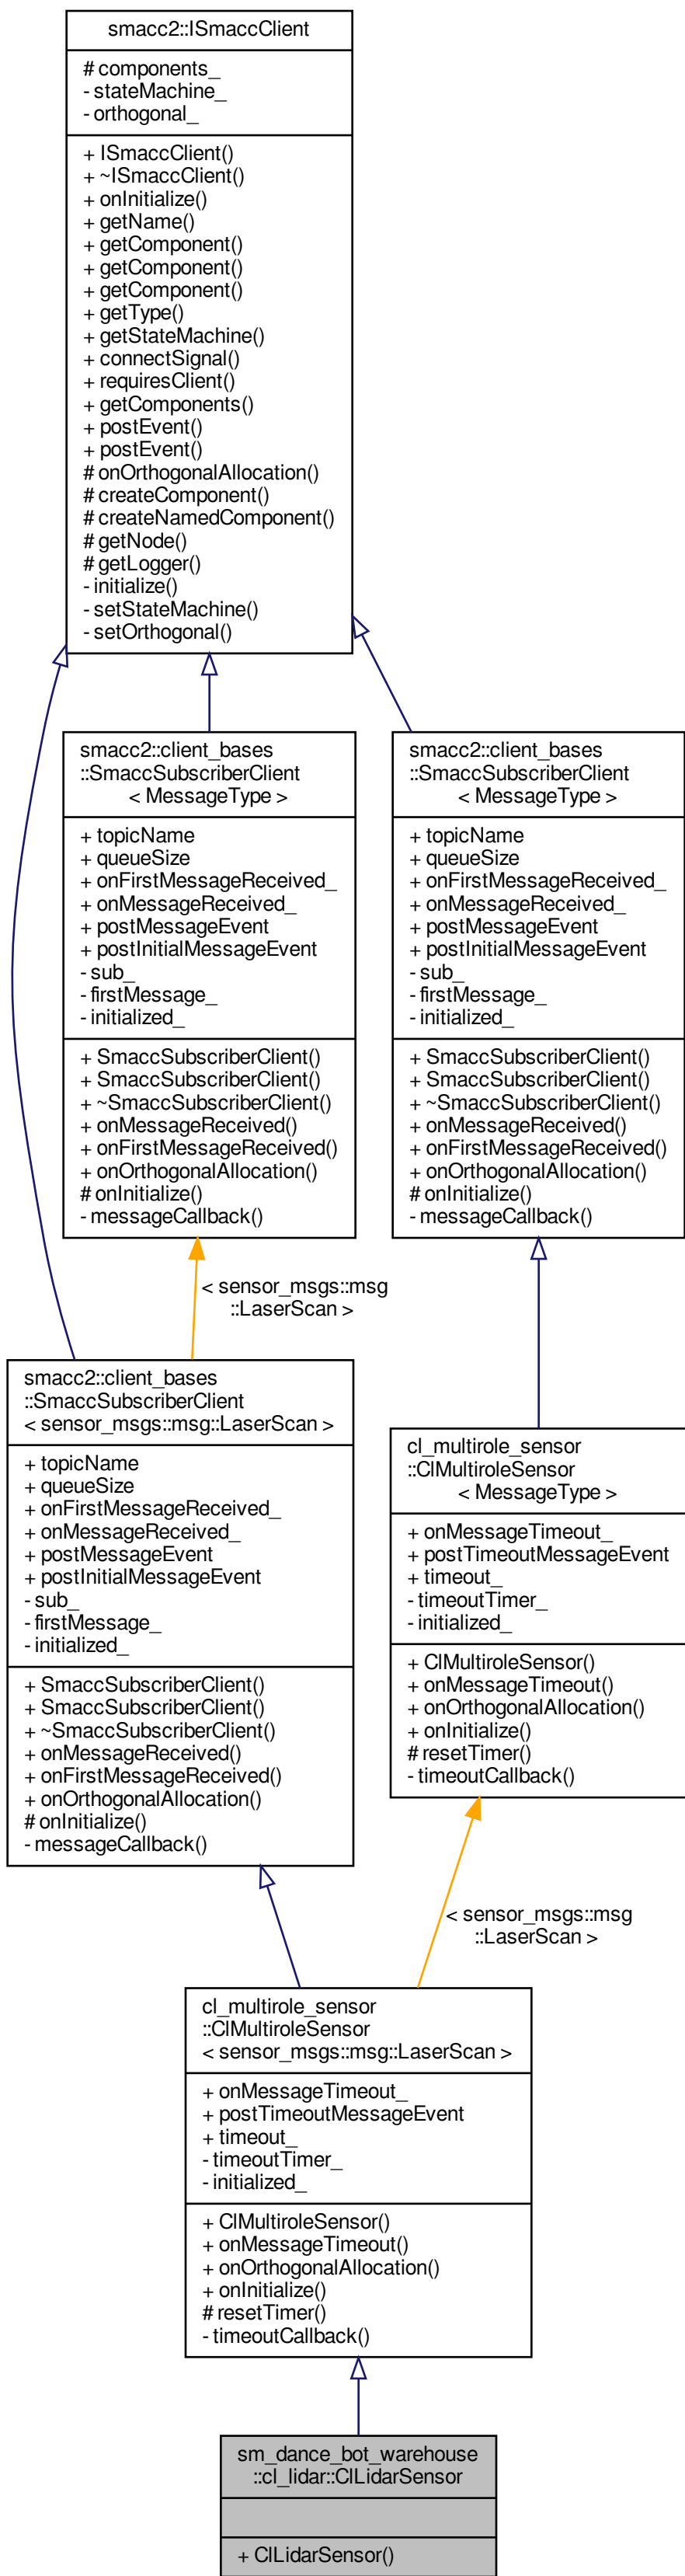 smacc2::ISmaccClient
# components_
- stateMachine_
- orthogonal_
+ ISmaccClient()
+ ~ISmaccClient()
+ onInitialize()
+ getName()
+ getComponent()
+ getComponent()
+ getComponent()
+ getType()
+ getStateMachine()
+ connectSignal()
+ requiresClient()
+ getComponents()
+ postEvent()
+ postEvent()
# onOrthogonalAllocation()
# createComponent()
# createNamedComponent()
# getNode()
# getLogger()
- initialize()
- setStateMachine()
- setOrthogonal()
smacc2::client_bases
::SmaccSubscriberClient
< MessageType >
+ topicName
+ queueSize
+ onFirstMessageReceived_
+ onMessageReceived_
+ postMessageEvent
+ postInitialMessageEvent
- sub_
- firstMessage_
- initialized_
+ SmaccSubscriberClient()
+ SmaccSubscriberClient()
+ ~SmaccSubscriberClient()
+ onMessageReceived()
+ onFirstMessageReceived()
+ onOrthogonalAllocation()
# onInitialize()
- messageCallback()
smacc2::client_bases
::SmaccSubscriberClient
< MessageType >
+ topicName
+ queueSize
+ onFirstMessageReceived_
+ onMessageReceived_
+ postMessageEvent
+ postInitialMessageEvent
- sub_
- firstMessage_
- initialized_
+ SmaccSubscriberClient()
+ SmaccSubscriberClient()
+ ~SmaccSubscriberClient()
+ onMessageReceived()
+ onFirstMessageReceived()
+ onOrthogonalAllocation()
# onInitialize()
- messageCallback()
< sensor_msgs::msg
::LaserScan >
smacc2::client_bases
::SmaccSubscriberClient
< sensor_msgs::msg::LaserScan >
+ topicName
+ queueSize
+ onFirstMessageReceived_
+ onMessageReceived_
+ postMessageEvent
+ postInitialMessageEvent
- sub_
- firstMessage_
- initialized_
+ SmaccSubscriberClient()
+ SmaccSubscriberClient()
+ ~SmaccSubscriberClient()
+ onMessageReceived()
+ onFirstMessageReceived()
+ onOrthogonalAllocation()
# onInitialize()
- messageCallback()
cl_multirole_sensor
::ClMultiroleSensor
< MessageType >
+ onMessageTimeout_
+ postTimeoutMessageEvent
+ timeout_
- timeoutTimer_
- initialized_
+ ClMultiroleSensor()
+ onMessageTimeout()
+ onOrthogonalAllocation()
+ onInitialize()
# resetTimer()
- timeoutCallback()
< sensor_msgs::msg
::LaserScan >
cl_multirole_sensor
::ClMultiroleSensor
< sensor_msgs::msg::LaserScan >
+ onMessageTimeout_
+ postTimeoutMessageEvent
+ timeout_
- timeoutTimer_
- initialized_
+ ClMultiroleSensor()
+ onMessageTimeout()
+ onOrthogonalAllocation()
+ onInitialize()
# resetTimer()
- timeoutCallback()
sm_dance_bot_warehouse
::cl_lidar::ClLidarSensor
+ ClLidarSensor()